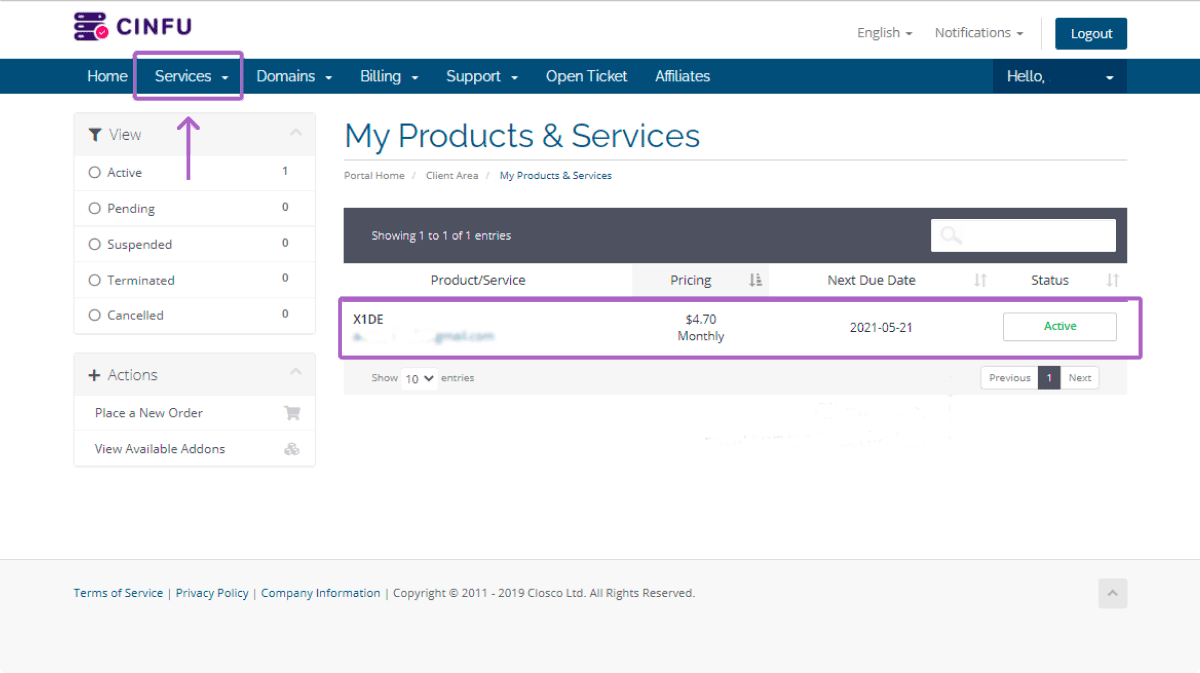 CINFU
English
Notifications
Logout
Home
Services
Domains
Billing
Support
Open Ticket
Affiliates
Hello,
View
Active 1
Pending 0
Suspended 0
Terminated 0
Cancelled 0
Actions
Place a New Order
View Available Addons
My Products & Services
Portal Home / Client Area / My Products & Services
Showing 1 to 1 of 1 entries
Product/Service Pricing Next Due Date Status
X1DE $4.70 Monthly 2021-05-21 Active
gmail.com
Show 10 entries
Previous 1 Next
Terms of Service | Privacy Policy | Company Information | Copyright © 2011 - 2019 Closco Ltd. All Rights Reserved.